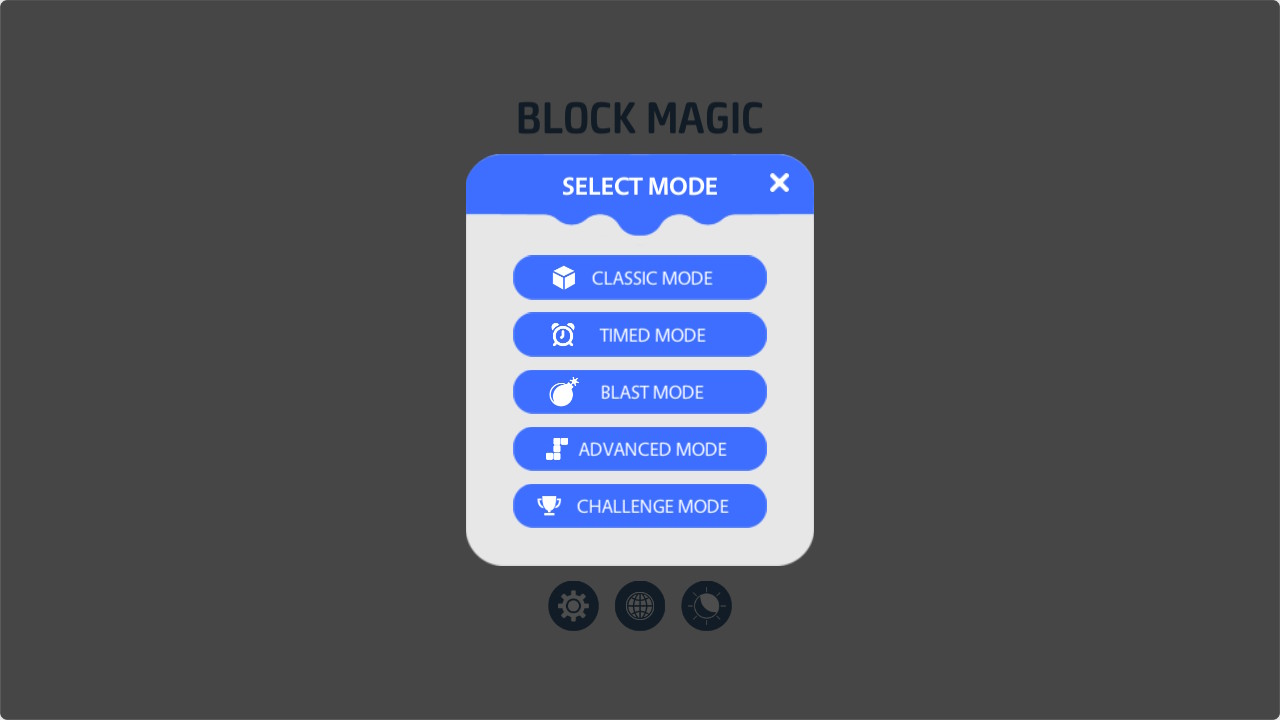 BLOCK MAGIC
SELECT MODE
CLASSIC MODE
TIMED MODE
BLAST MODE
ADVANCED MODE
CHALLENGE MODE